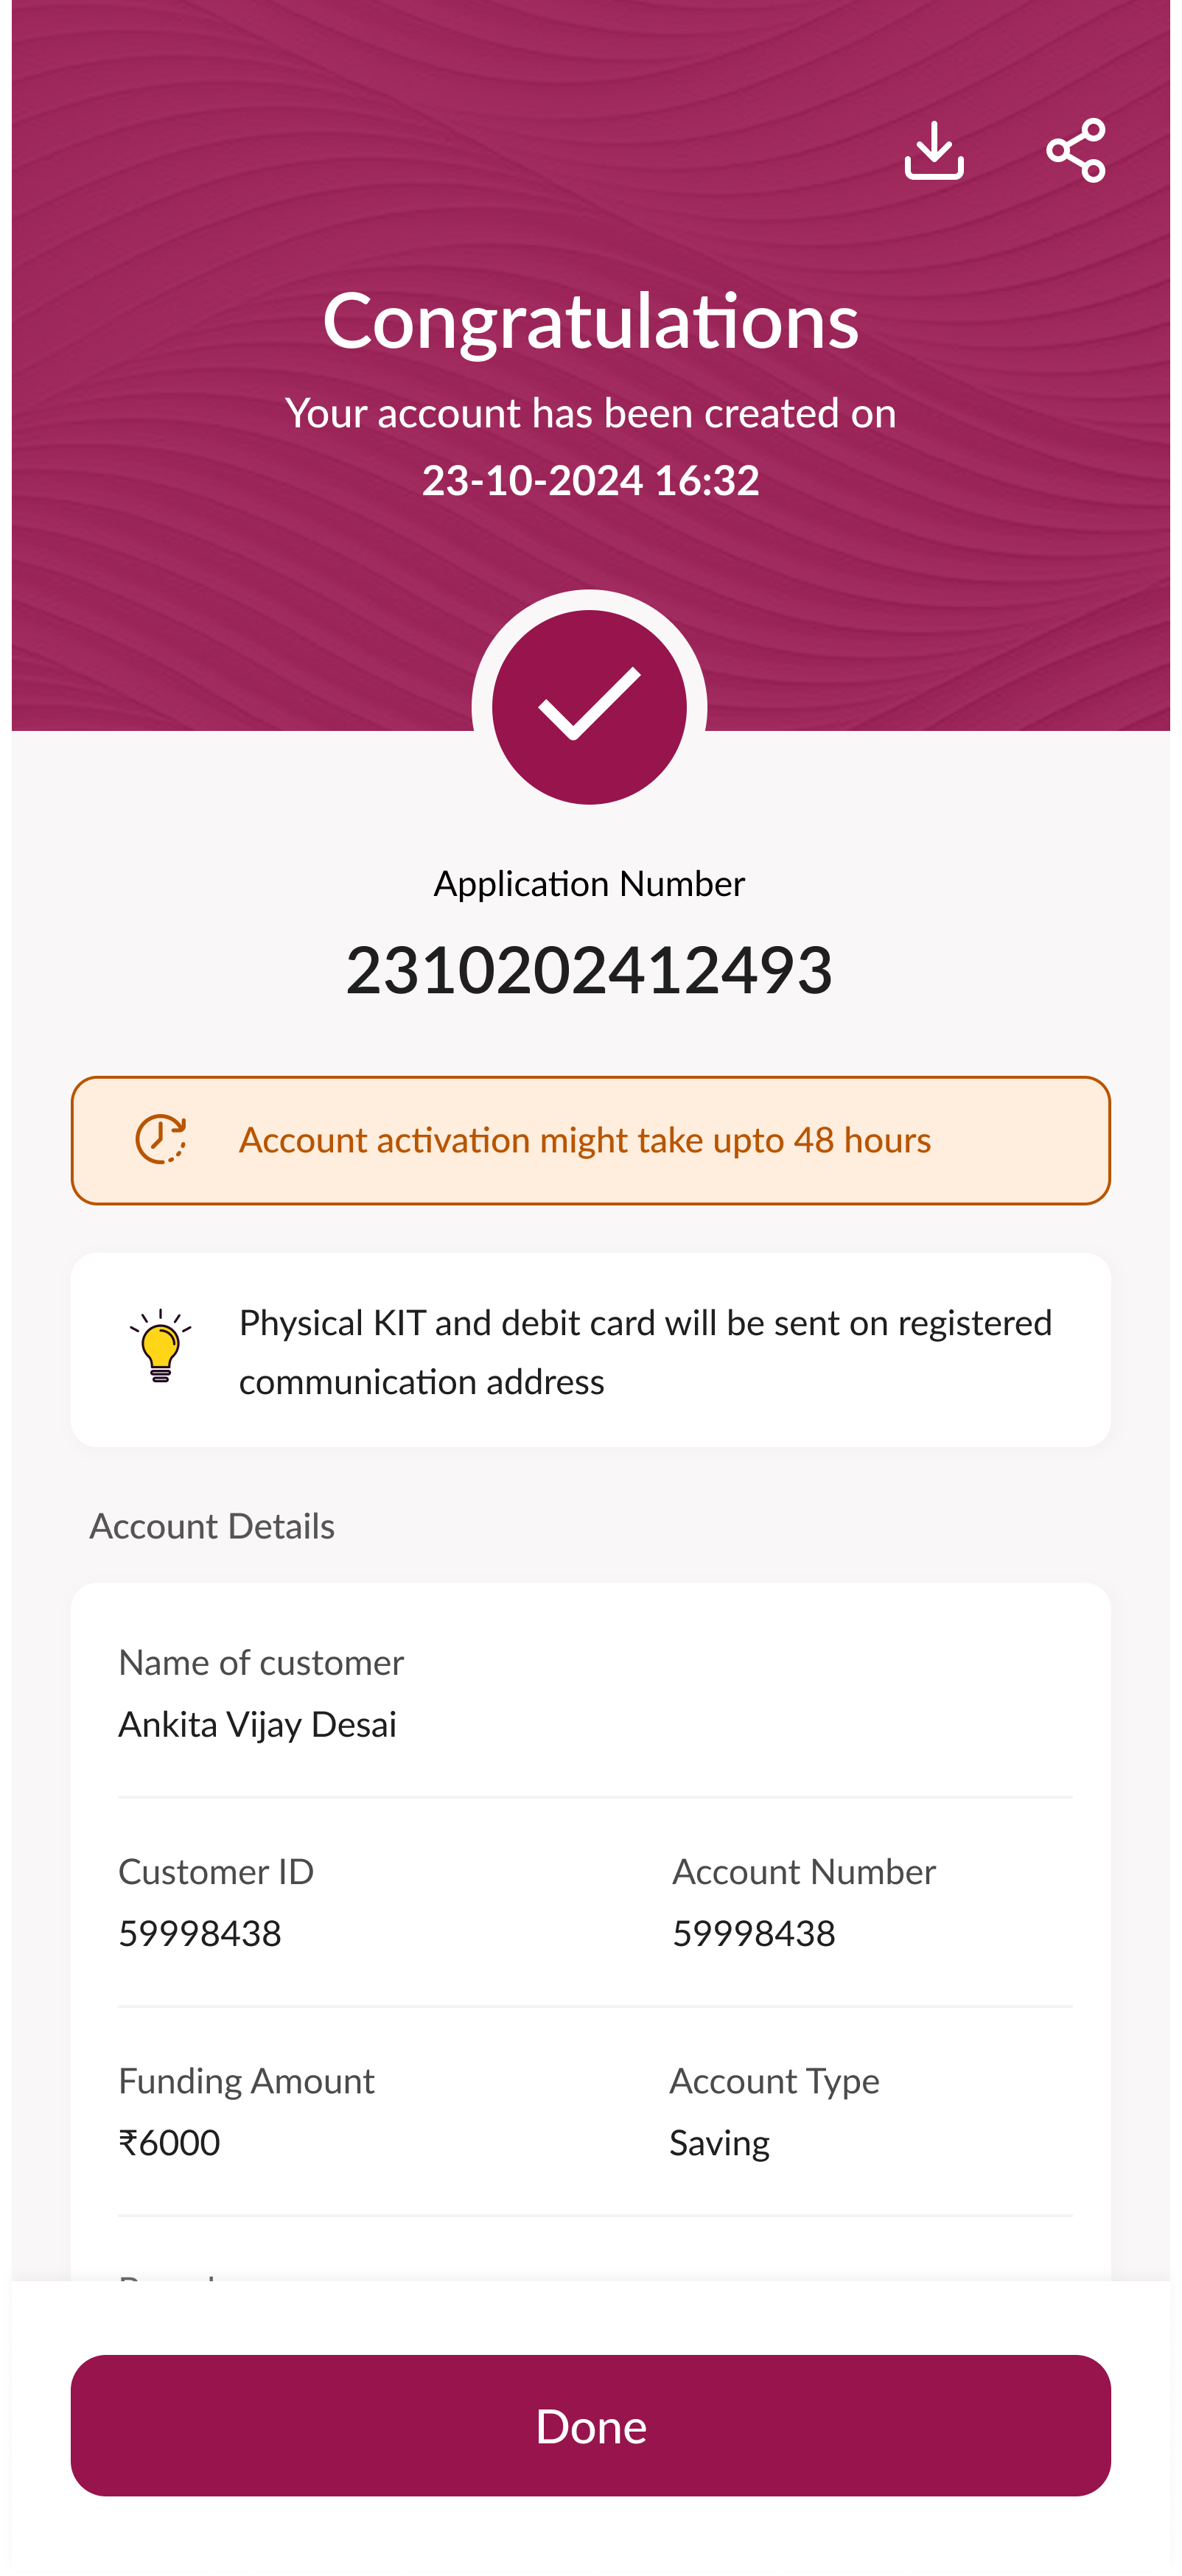 Congratulations
Your account has been created on
23-10-2024 16:32
Application Number
2310202412493
Account activation might take upto 48 hours
Physical KIT and debit card will be sent on registered
communication address
Account Details
Name of customer
Ankita Vijay Desai
Customer ID
59998438
Account Number
59998438
Funding Amount
₹6000
Account Type
Saving
Done